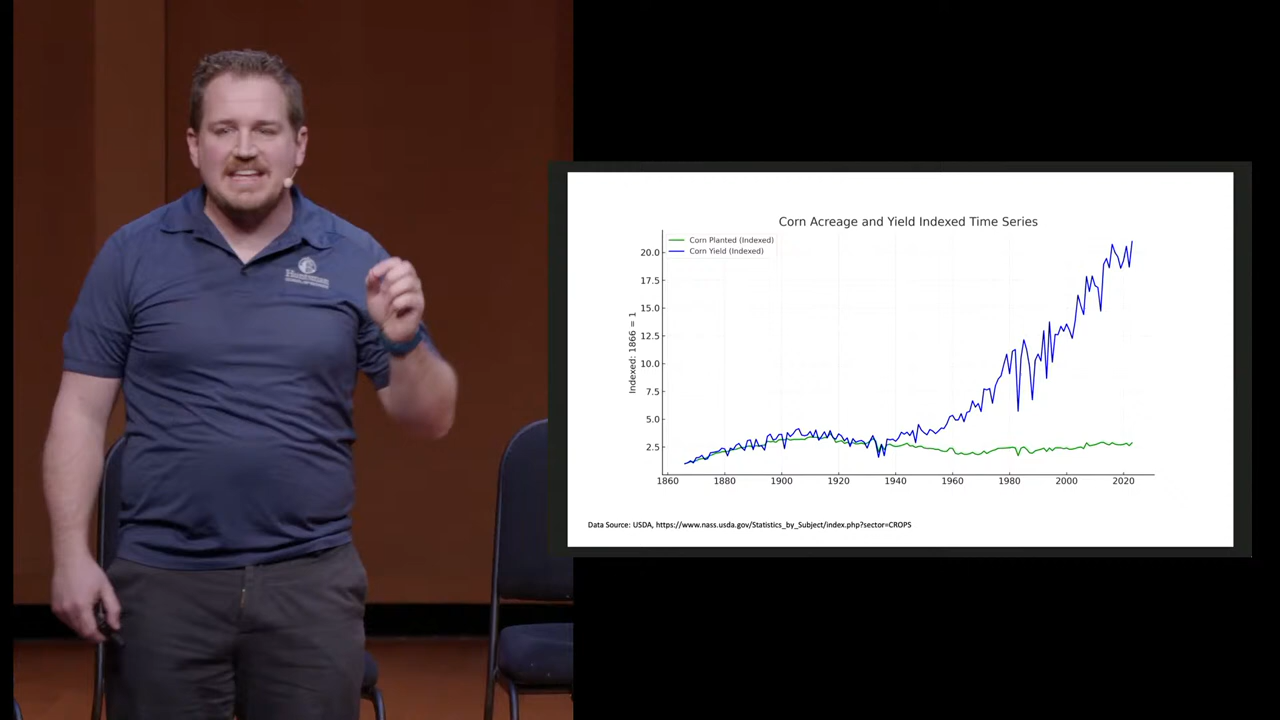 Corn Acreage and Yield Indexed Time Series
Corn Planted (Indexed)
Corn Yield (Indexed)
Indexed: 1866 = 1
20.0
17.5
15.0
12.5
10.0
7.5
5.0
2.5
1860 1880 1900 1920 1940 1960 1980 2000 2020
Data Source: USDA, https://www.nass.usda.gov/Statistics_by_Subject/index.php?sector=CROPS